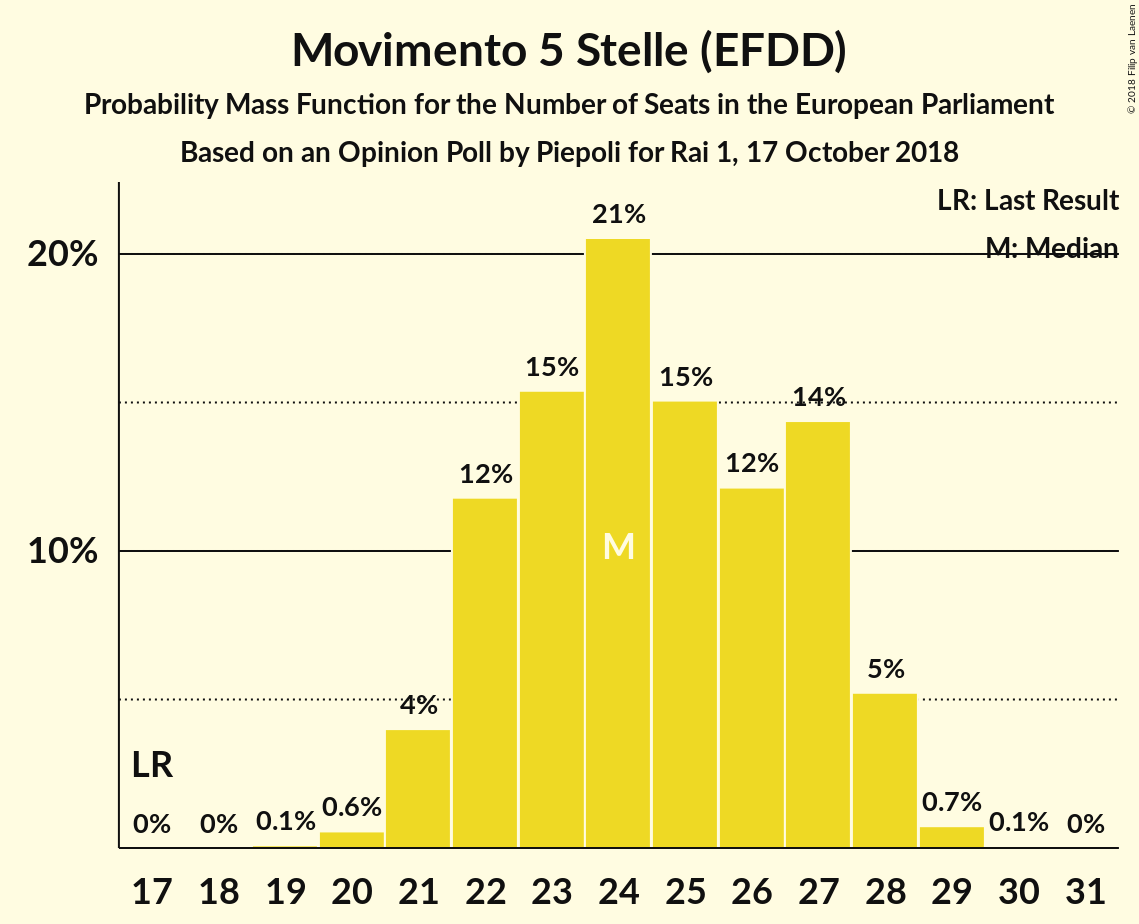 Movimento 5 Stelle (EFDD)
Probability Mass Function for the Number of Seats in the European Parliament
Based on an Opinion Poll by Piepoli for Rai 1, 17 October 2018
© 2018 Filip van Laenen
LR: Last Result
M: Median
20%
10%
21%
15%
15%
14%
12%
12%
M
5%
4%
LR
0%
0%
0.1%
0.6%
0.7%
0.1%
0%
17 18 19 20 21 22 23 24 25 26 27 28 29 30 31